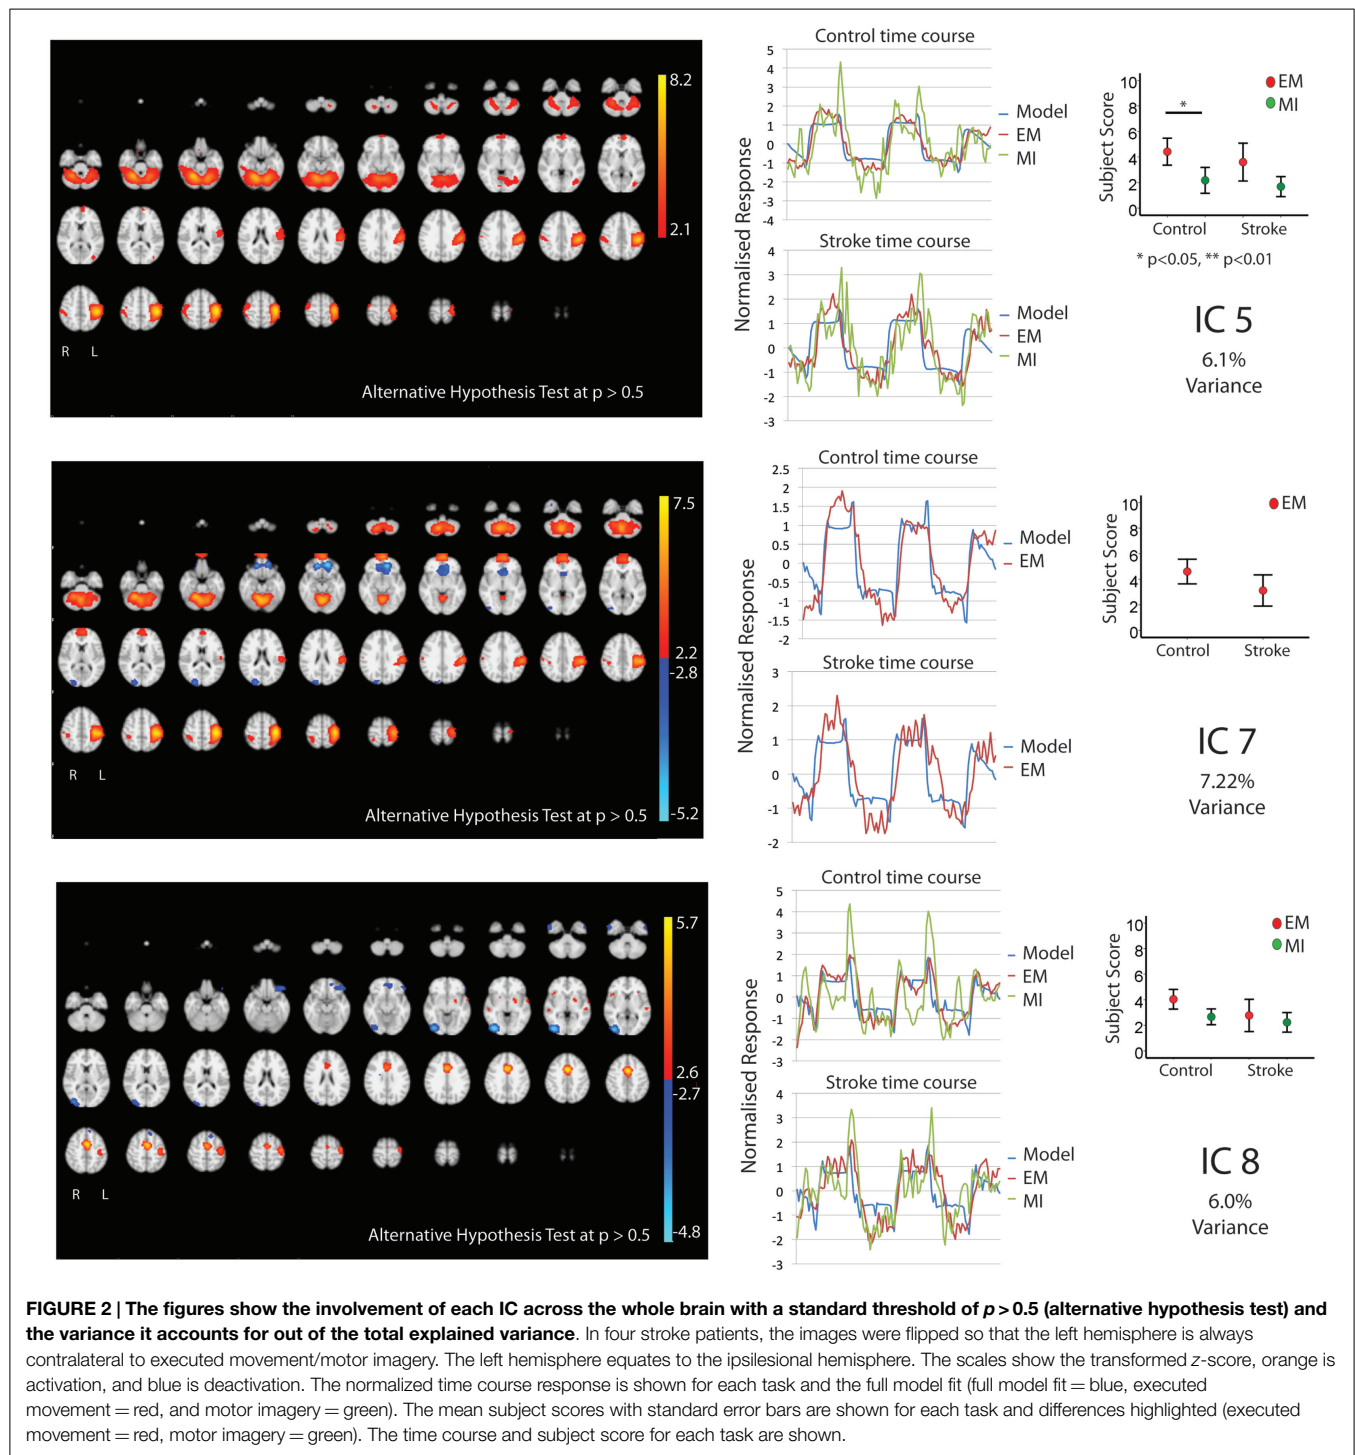 8.2
2.1
R L
Alternative Hypothesis Test at p > 0.5
Normalised Response
Control time course
5
4
3
2
1
0
-1
-2
-3
-4
Model
EM
MI
Stroke time course
4
3
2
1
0
-1
-2
-3
Model
EM
MI
Subject Score
10
8
6
4
2
0
EM
MI
*
Control Stroke
* p<0.05, ** p<0.01
IC 5
6.1%
Variance
7.5
2.2
-2.8
-5.2
R L
Alternative Hypothesis Test at p > 0.5
Normalised Response
Control time course
2.5
2
1.5
1
0.5
0
-0.5
-1
-1.5
-2
Model
EM
Stroke time course
3
2
1
0
-1
-2
Model
EM
Subject Score
10
8
6
4
2
0
EM
Control Stroke
IC 7
7.22%
Variance
5.7
2.6
-2.7
-4.8
R L
Alternative Hypothesis Test at p > 0.5
Normalised Response
Control time course
5
4
3
2
1
0
-1
-2
-3
Model
EM
MI
Stroke time course
4
3
2
1
0
-1
-2
-3
Model
EM
MI
Subject Score
10
8
6
4
2
0
EM
MI
Control Stroke
IC 8
6.0%
Variance
FIGURE 2 | The figures show the involvement of each IC across the whole brain with a standard threshold of p > 0.5 (alternative hypothesis test) and
the variance it accounts for out of the total explained variance. In four stroke patients, the images were flipped so that the left hemisphere is always
contralateral to executed movement/motor imagery. The left hemisphere equates to the ipsilesional hemisphere. The scales show the transformed z-score, orange is
activation, and blue is deactivation. The normalized time course response is shown for each task and the full model fit (full model fit = blue, executed
movement = red, and motor imagery = green). The mean subject scores with standard error bars are shown for each task and differences highlighted (executed
movement = red, motor imagery = green). The time course and subject score for each task are shown.